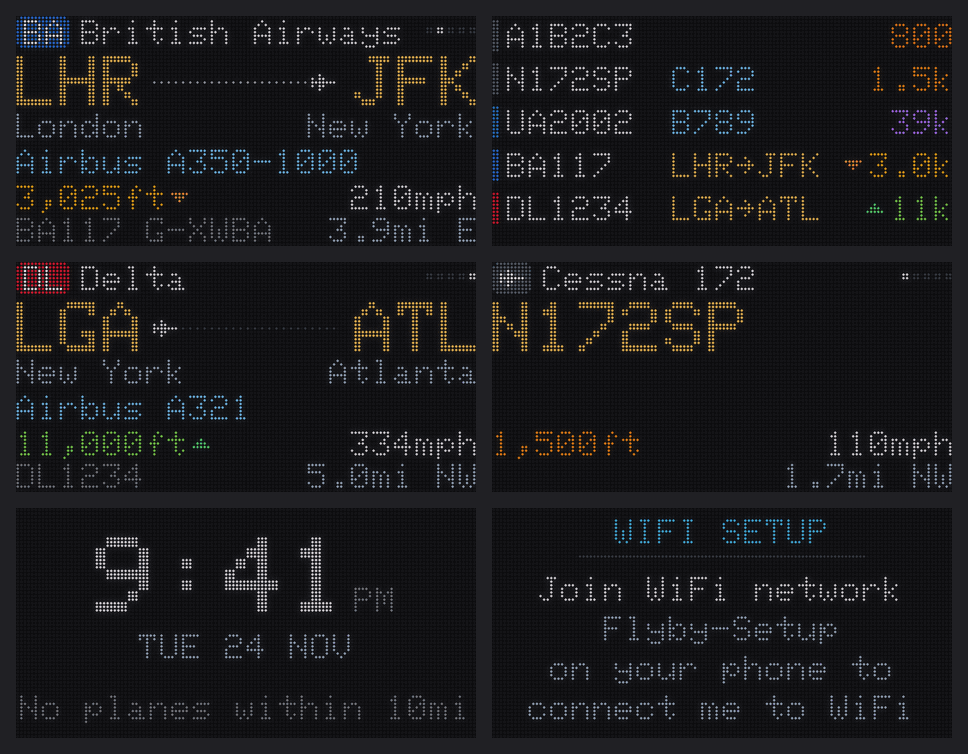 BA British Airways
LHR JFK
London New York
Airbus A350-1000
3,025ft 210mph
BA117 G-XWBA 3.9mi E
A1B2C3 800
N172SP C172 1.5k
UA2002 B789 39k
BA117 LHR→JFK ▼3.0k
DL1234 LGA→ATL ▲11k
DL Delta
LGA ATL
New York Atlanta
Airbus A321
11,000ft 334mph
DL1234 5.0mi NW
Cessna 172
N172SP
1,500ft 110mph
1.7mi NW
9:41 PM
TUE 24 NOV
No planes within 10mi
WIFI SETUP
Join WiFi network
Flyby-Setup
on your phone to
connect me to WiFi